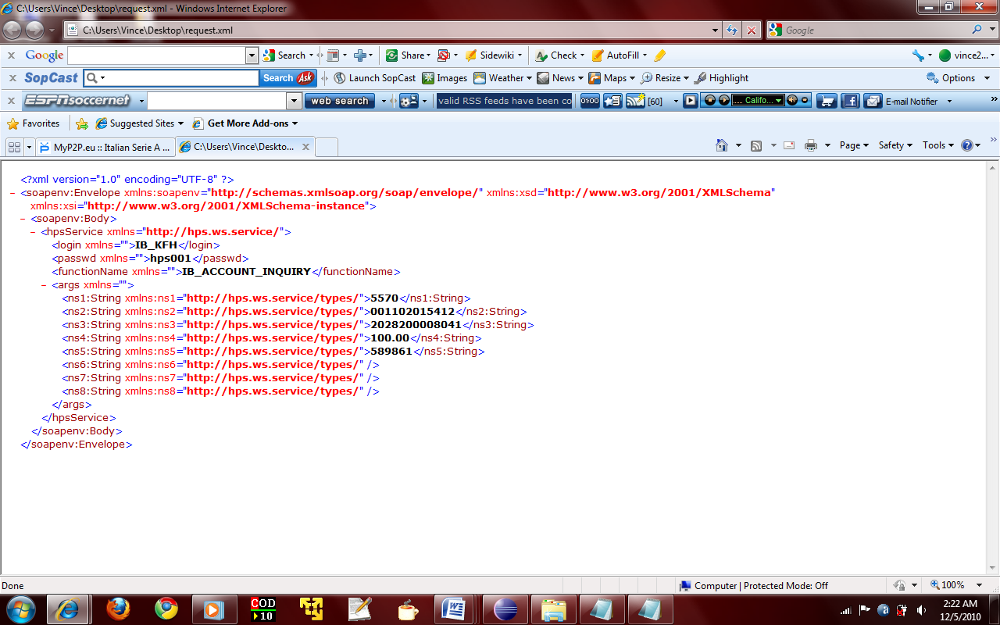 C:\Users\Vince\Desktop\request.xml - Windows Internet Explorer
C:\Users\Vince\Desktop\request.xml
Google
x Google Search Share Sidewiki Check AutoFill vince2...
x SopCast Search Ask Launch SopCast Images Weather News Maps Resize Highlight Options
x ESPNsoccernet web search valid RSS feeds have been co 01:00 [60] ..... Califo... E-mail Notifier
Favorites Suggested Sites Get More Add-ons
MyP2P.eu :: Italian Serie A ... C:\Users\Vince\Deskto... x Page Safety Tools
<?xml version="1.0" encoding="UTF-8" ?>
- <soapenv:Envelope xmlns:soapenv="http://schemas.xmlsoap.org/soap/envelope/" xmlns:xsd="http://www.w3.org/2001/XMLSchema"
xmlns:xsi="http://www.w3.org/2001/XMLSchema-instance">
- <soapenv:Body>
- <hpsService xmlns="http://hps.ws.service/">
<login xmlns="">IB_KFH</login>
<passwd xmlns="">hps001</passwd>
<functionName xmlns="">IB_ACCOUNT_INQUIRY</functionName>
- <args xmlns="">
<ns1:String xmlns:ns1="http://hps.ws.service/types/">5570</ns1:String>
<ns2:String xmlns:ns2="http://hps.ws.service/types/">001102015412</ns2:String>
<ns3:String xmlns:ns3="http://hps.ws.service/types/">2028200008041</ns3:String>
<ns4:String xmlns:ns4="http://hps.ws.service/types/">100.00</ns4:String>
<ns5:String xmlns:ns5="http://hps.ws.service/types/">589861</ns5:String>
<ns6:String xmlns:ns6="http://hps.ws.service/types/" />
<ns7:String xmlns:ns7="http://hps.ws.service/types/" />
<ns8:String xmlns:ns8="http://hps.ws.service/types/" />
</args>
</hpsService>
</soapenv:Body>
</soapenv:Envelope>
Done Computer | Protected Mode: Off 100%
COD
10
2:22 AM
12/5/2010